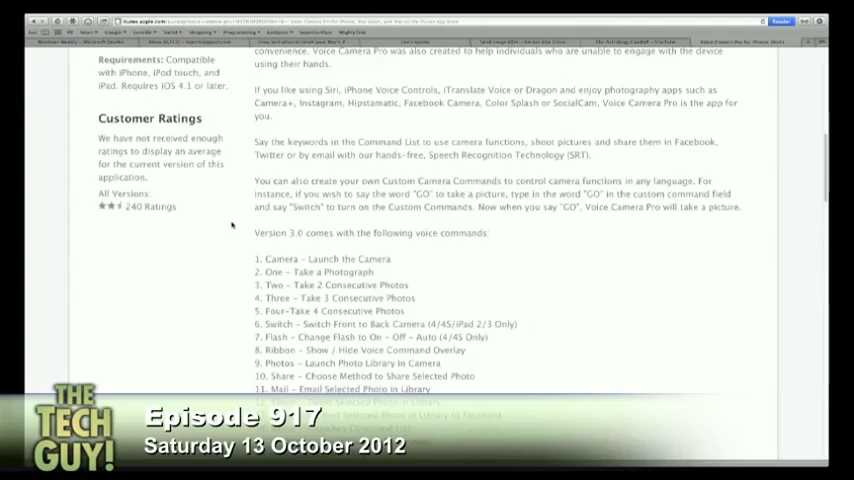 Reader
Requirements: Compatible
with iPhone, iPod touch, and
iPad. Requires iOS 4.1 or later.
Customer Ratings
We have not received enough
ratings to display an average
for the current version of this
application.
All Versions:
240 Ratings
convenience. Voice Camera Pro was also created to help individuals who are unable to engage with the device
using their hands.
If you like using Siri, iPhone Voice Controls, iTranslate Voice or Dragon and enjoy photography apps such as
Camera+, Instagram, Hipstamatic, Facebook Camera, Color Splash or SocialCam, Voice Camera Pro is the app for
you.
Say the keywords in the Command List to use camera functions, shoot pictures and share them in Facebook,
Twitter or by email with our hands-free, Speech Recognition Technology (SRT).
You can also create your own Custom Camera Commands to control camera functions in any language. For
instance, if you wish to say the word "GO" to take a picture, type in the word "GO" in the custom command field
and say "Switch" to turn on the Custom Commands. Now when you say "GO", Voice Camera Pro will take a picture.
Version 3.0 comes with the following voice commands:
1. Camera - Launch the Camera
2. One - Take a Photograph
3. Two - Take 2 Consecutive Photos
4. Three - Take 3 Consecutive Photos
5. Four-Take 4 Consecutive Photos
6. Switch - Switch Front to Back Camera (4/4S/iPad 2/3 Only)
7. Flash - Change Flash to On - Off - Auto (4/4S Only)
8. Ribbon - Show / Hide Voice Command Overlay
9. Photos - Launch Photo Library in Camera
10. Share - Choose Method to Share Selected Photo
11. Mail - Email Selected Photo in Library
THE
TECH
GUY!
Episode 917
Saturday 13 October 2012